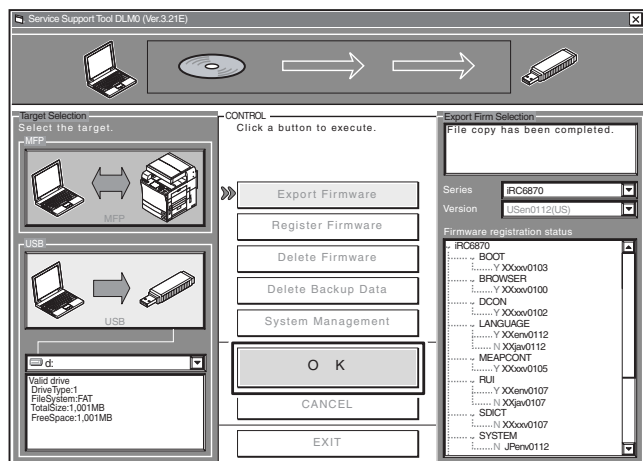 Service Support Tool DLM0 (Ver.3.21E)
Target Selection
Select the target.
MFP
MFP
USB
USB
d:
Valid drive
DriveType:1
FileSystem:FAT
TotalSize:1,001MB
FreeSpace:1,001MB
CONTROL
Click a button to execute.
Export Firmware
Register Firmware
Delete Firmware
Delete Backup Data
System Management
O K
CANCEL
EXIT
Export Firm Selection
File copy has been completed.
Series iRC6870
Version USen0112(US)
Firmware registration status
iRC6870
BOOT
Y XXxxv0103
BROWSER
Y XXxxv0100
DCON
Y XXxxv0102
LANGUAGE
Y XXenv0112
N XXjav0112
MEAPCONT
Y XXxxv0105
RUI
Y XXenv0107
N XXjav0107
SDICT
N XXxxv0107
SYSTEM
N JPenv0112